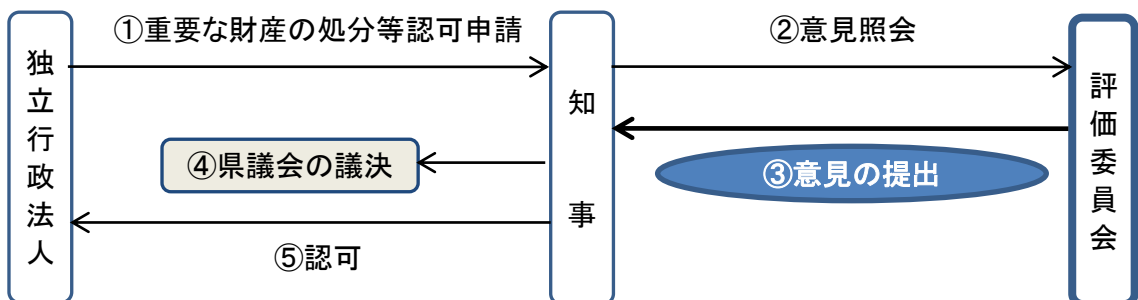 ①重要な財産の処分等認可申請
②意見照会
独立行政法人
知事
評価委員会
④県議会の議決
③意見の提出
⑤認可